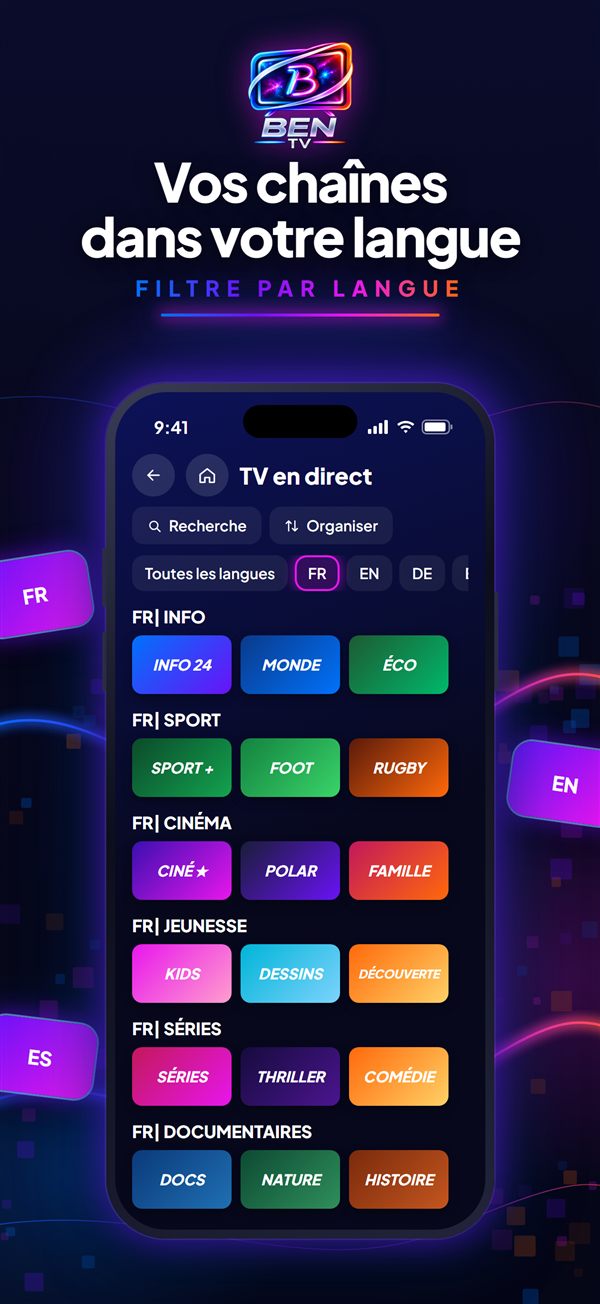 B
BEN
TV
Vos chaînes
dans votre langue
FILTRE PAR LANGUE
9:41
TV en direct
Recherche
Organiser
Toutes les langues
FR
EN
DE
FR
FR| INFO
INFO 24
MONDE
ÉCO
FR| SPORT
SPORT +
FOOT
RUGBY
EN
FR| CINÉMA
CINÉ★
POLAR
FAMILLE
FR| JEUNESSE
KIDS
DESSINS
DÉCOUVERTE
FR| SÉRIES
ES
SÉRIES
THRILLER
COMÉDIE
FR| DOCUMENTAIRES
DOCS
NATURE
HISTOIRE